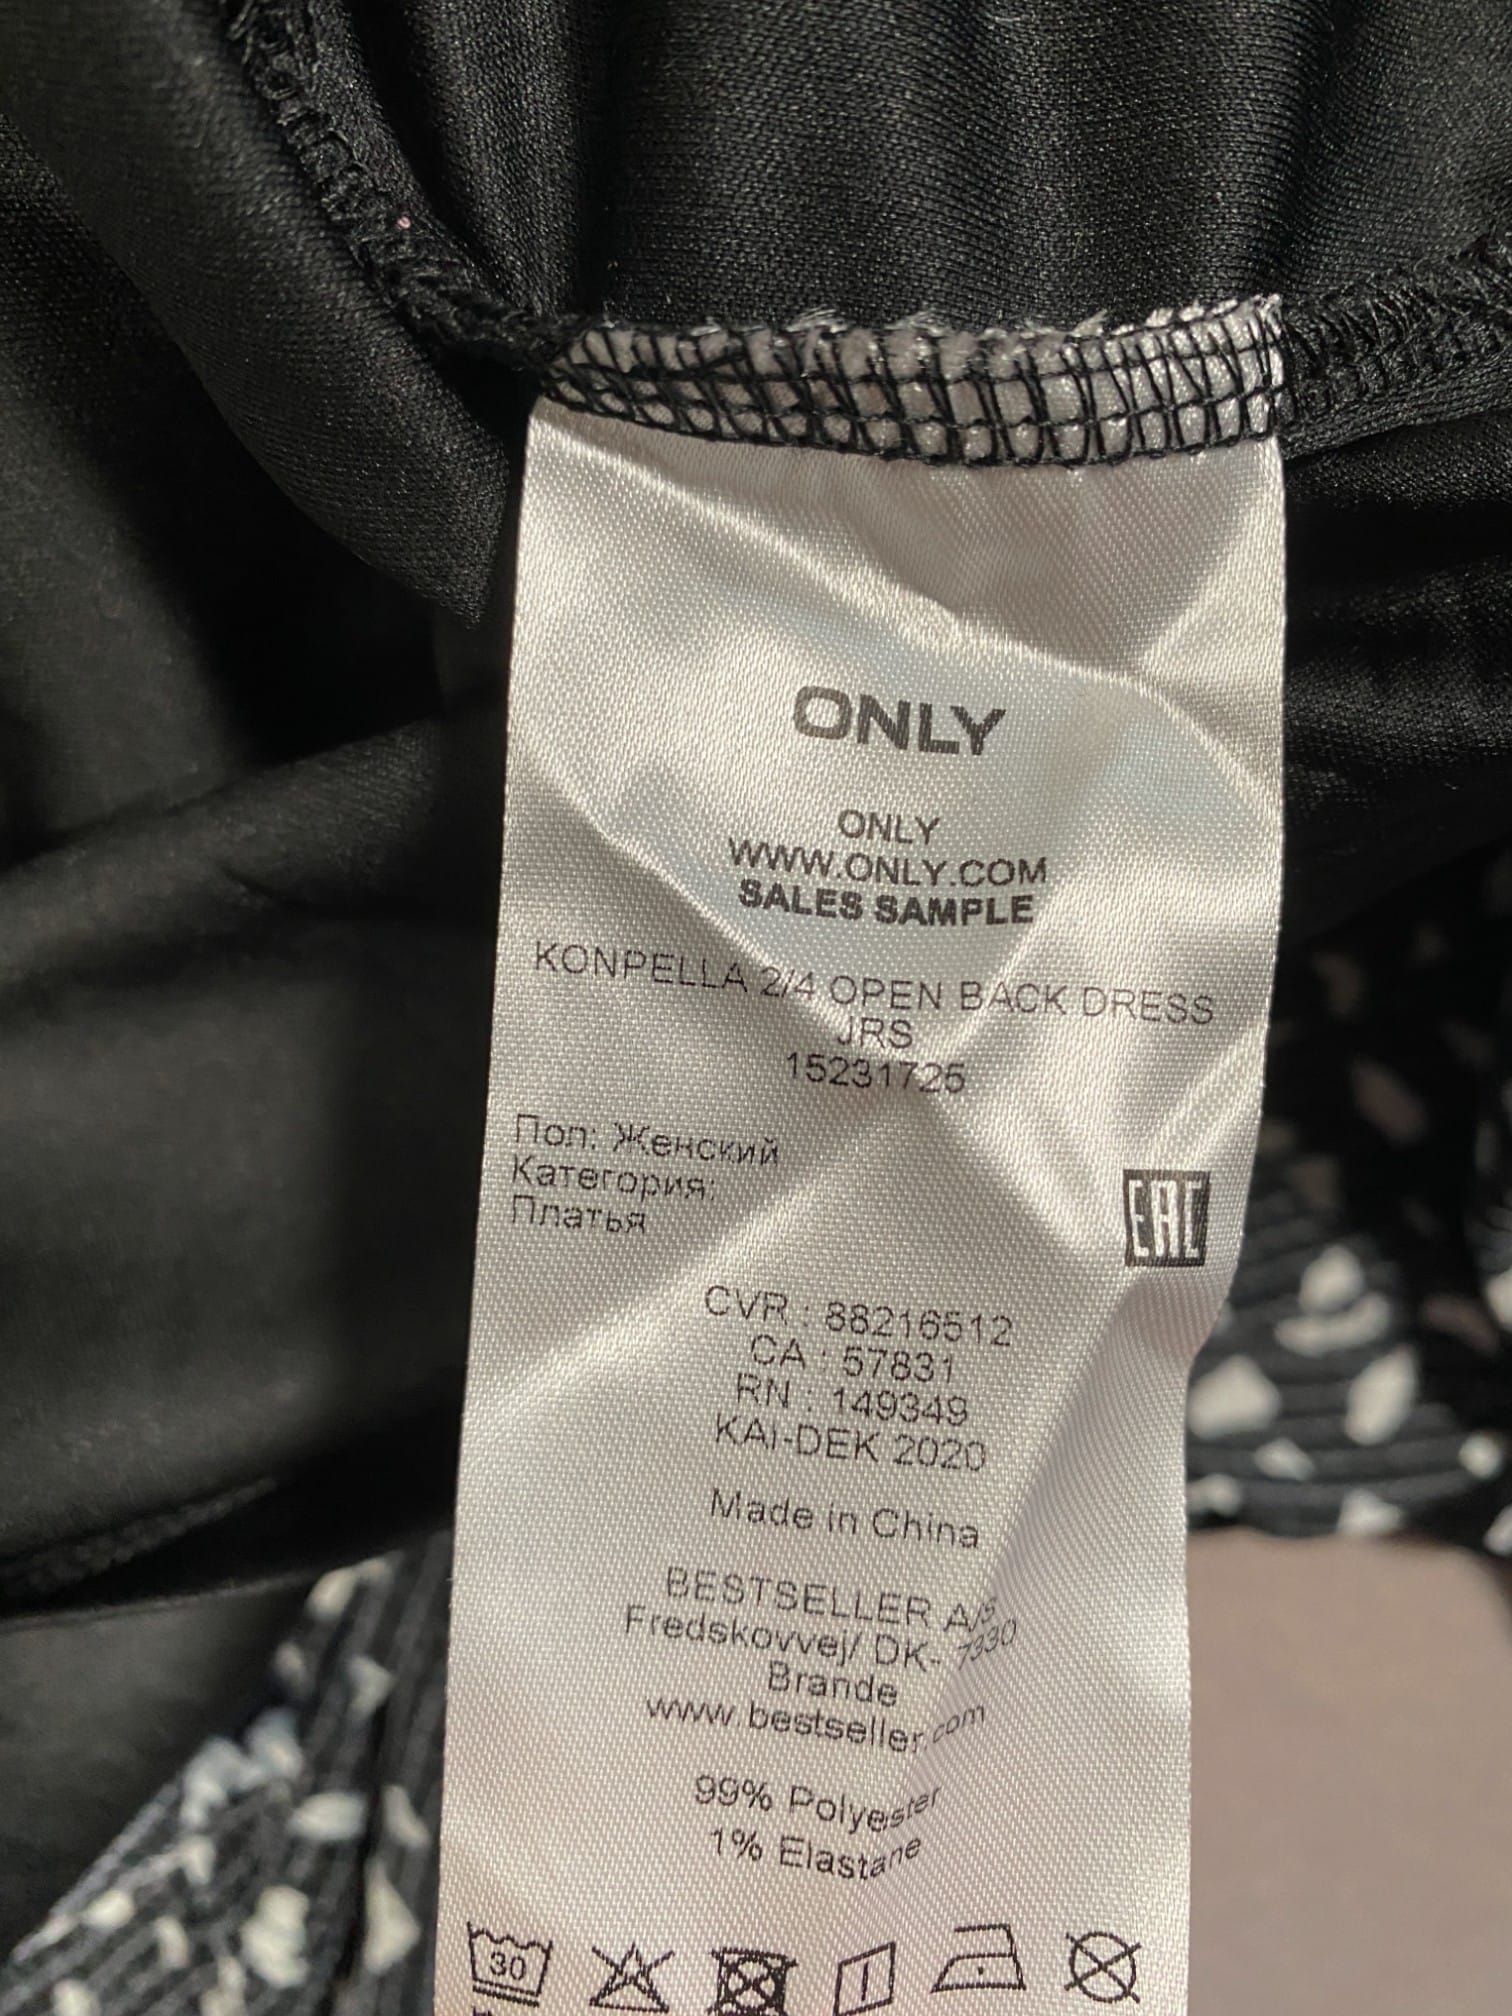 ONLY
ONLY
WWW.ONLY.COM
SALES SAMPLE
KONPELLA 2/4 OPEN BACK DRESS
JRS
15231725
Пол: Женский
Категория:
Платья
EAC
CVR : 88216512
CA : 57831
RN : 149349
KAI-DEK 2020
Made in China
BESTSELLER A/S
Fredskovvej/ DK- 7330
Brande
www.bestseller.com
99% Polyester
1% Elastane
30